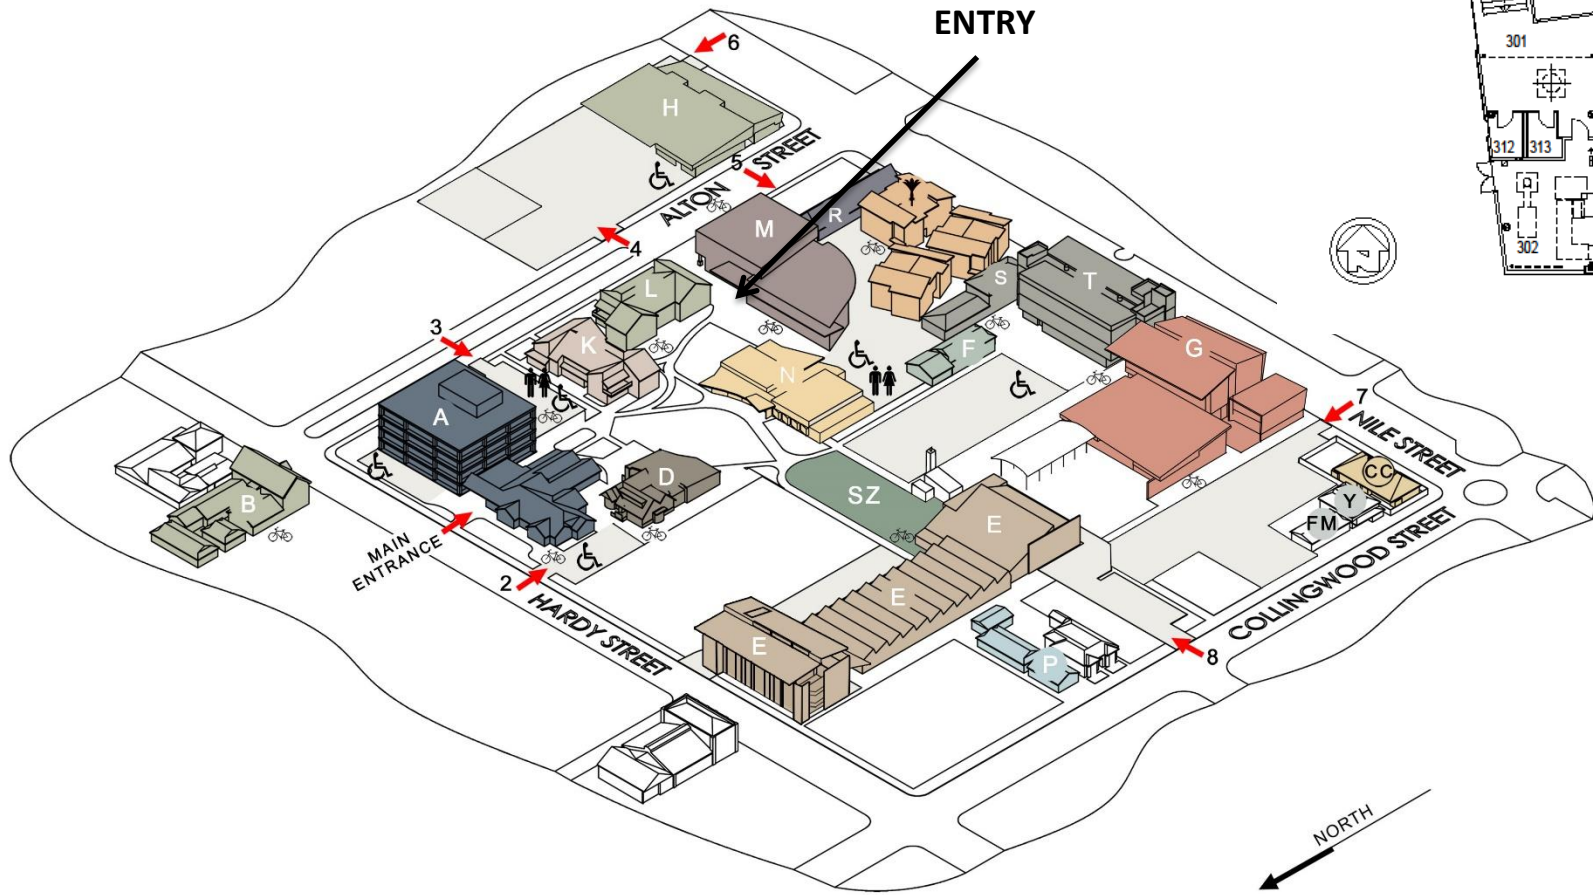 ENTRY
6
301
H
5
ALTON STREET
312
313
R
M
4
302
L
S
T
3
K
F
G
N
A
7
NILE STREET
CC
D
SZ
Y
B
E
FM
MAIN
ENTRANCE
COLLINGWOOD STREET
2
E
HARDY STREET
E
P
8
NORTH